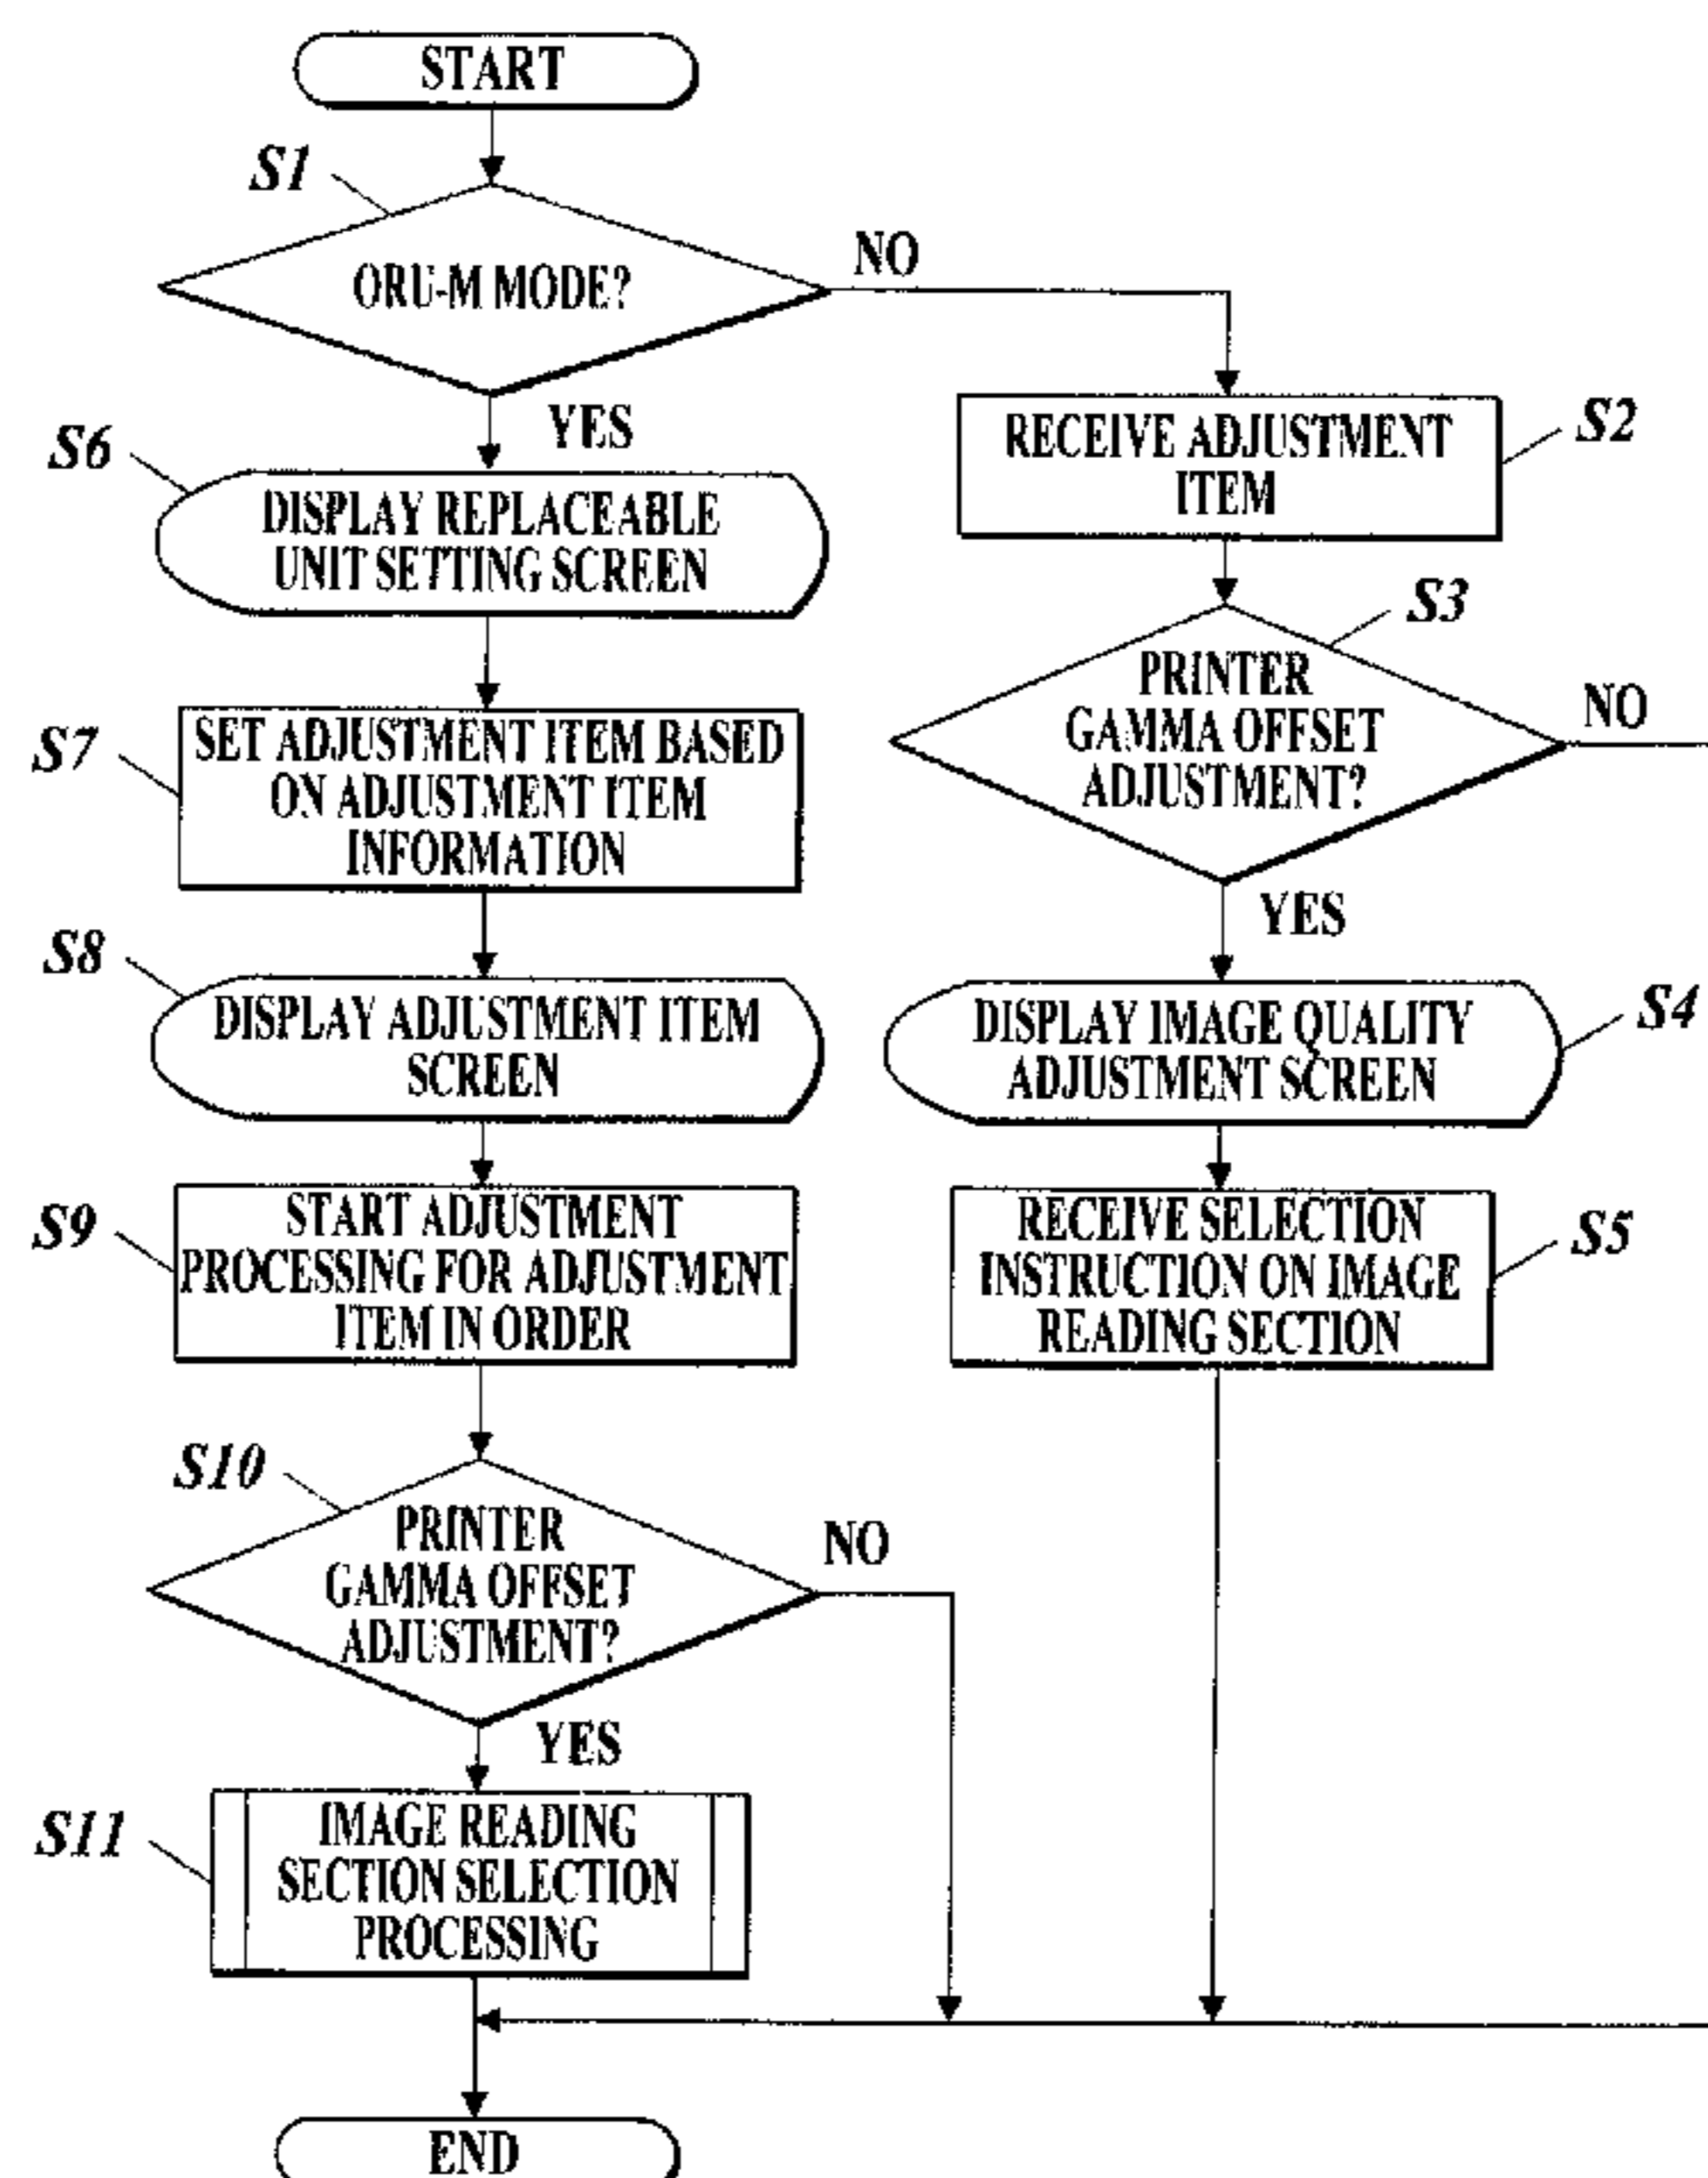 START
S1
ORU-M MODE?
NO
YES
S2
RECEIVE ADJUSTMENT
ITEM
S6
DISPLAY REPLACEABLE
UNIT SETTING SCREEN
S3
PRINTER
GAMMA OFFSET
ADJUSTMENT?
NO
YES
S7
SET ADJUSTMENT ITEM BASED
ON ADJUSTMENT ITEM
INFORMATION
S8
DISPLAY ADJUSTMENT ITEM
SCREEN
S4
DISPLAY IMAGE QUALITY
ADJUSTMENT SCREEN
S9
START ADJUSTMENT
PROCESSING FOR ADJUSTMENT
ITEM IN ORDER
S5
RECEIVE SELECTION
INSTRUCTION ON IMAGE
READING SECTION
S10
PRINTER
GAMMA OFFSET
ADJUSTMENT?
NO
YES
S11
IMAGE READING
SECTION SELECTION
PROCESSING
END